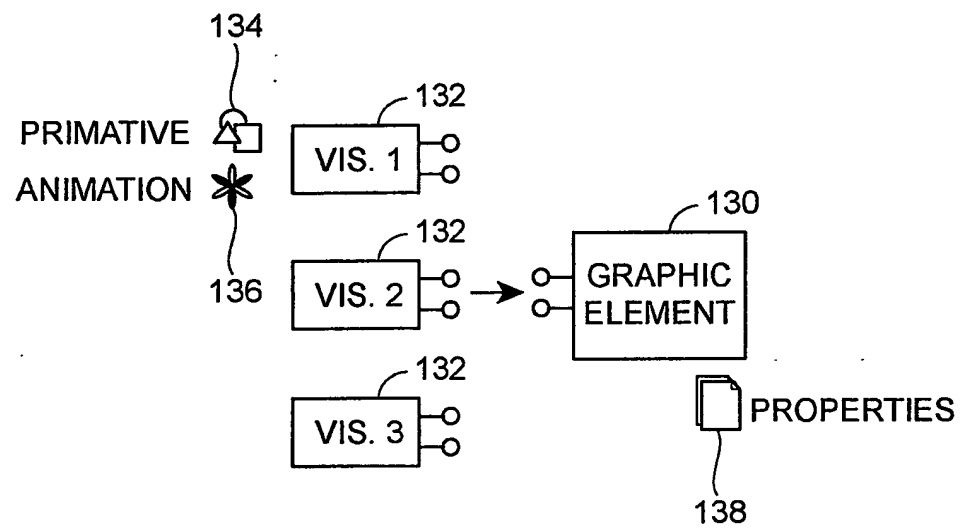 134
132
PRIMATIVE
VIS. 1
ANIMATION
130
132
136
VIS. 2
GRAPHIC
ELEMENT
132
VIS. 3
PROPERTIES
138